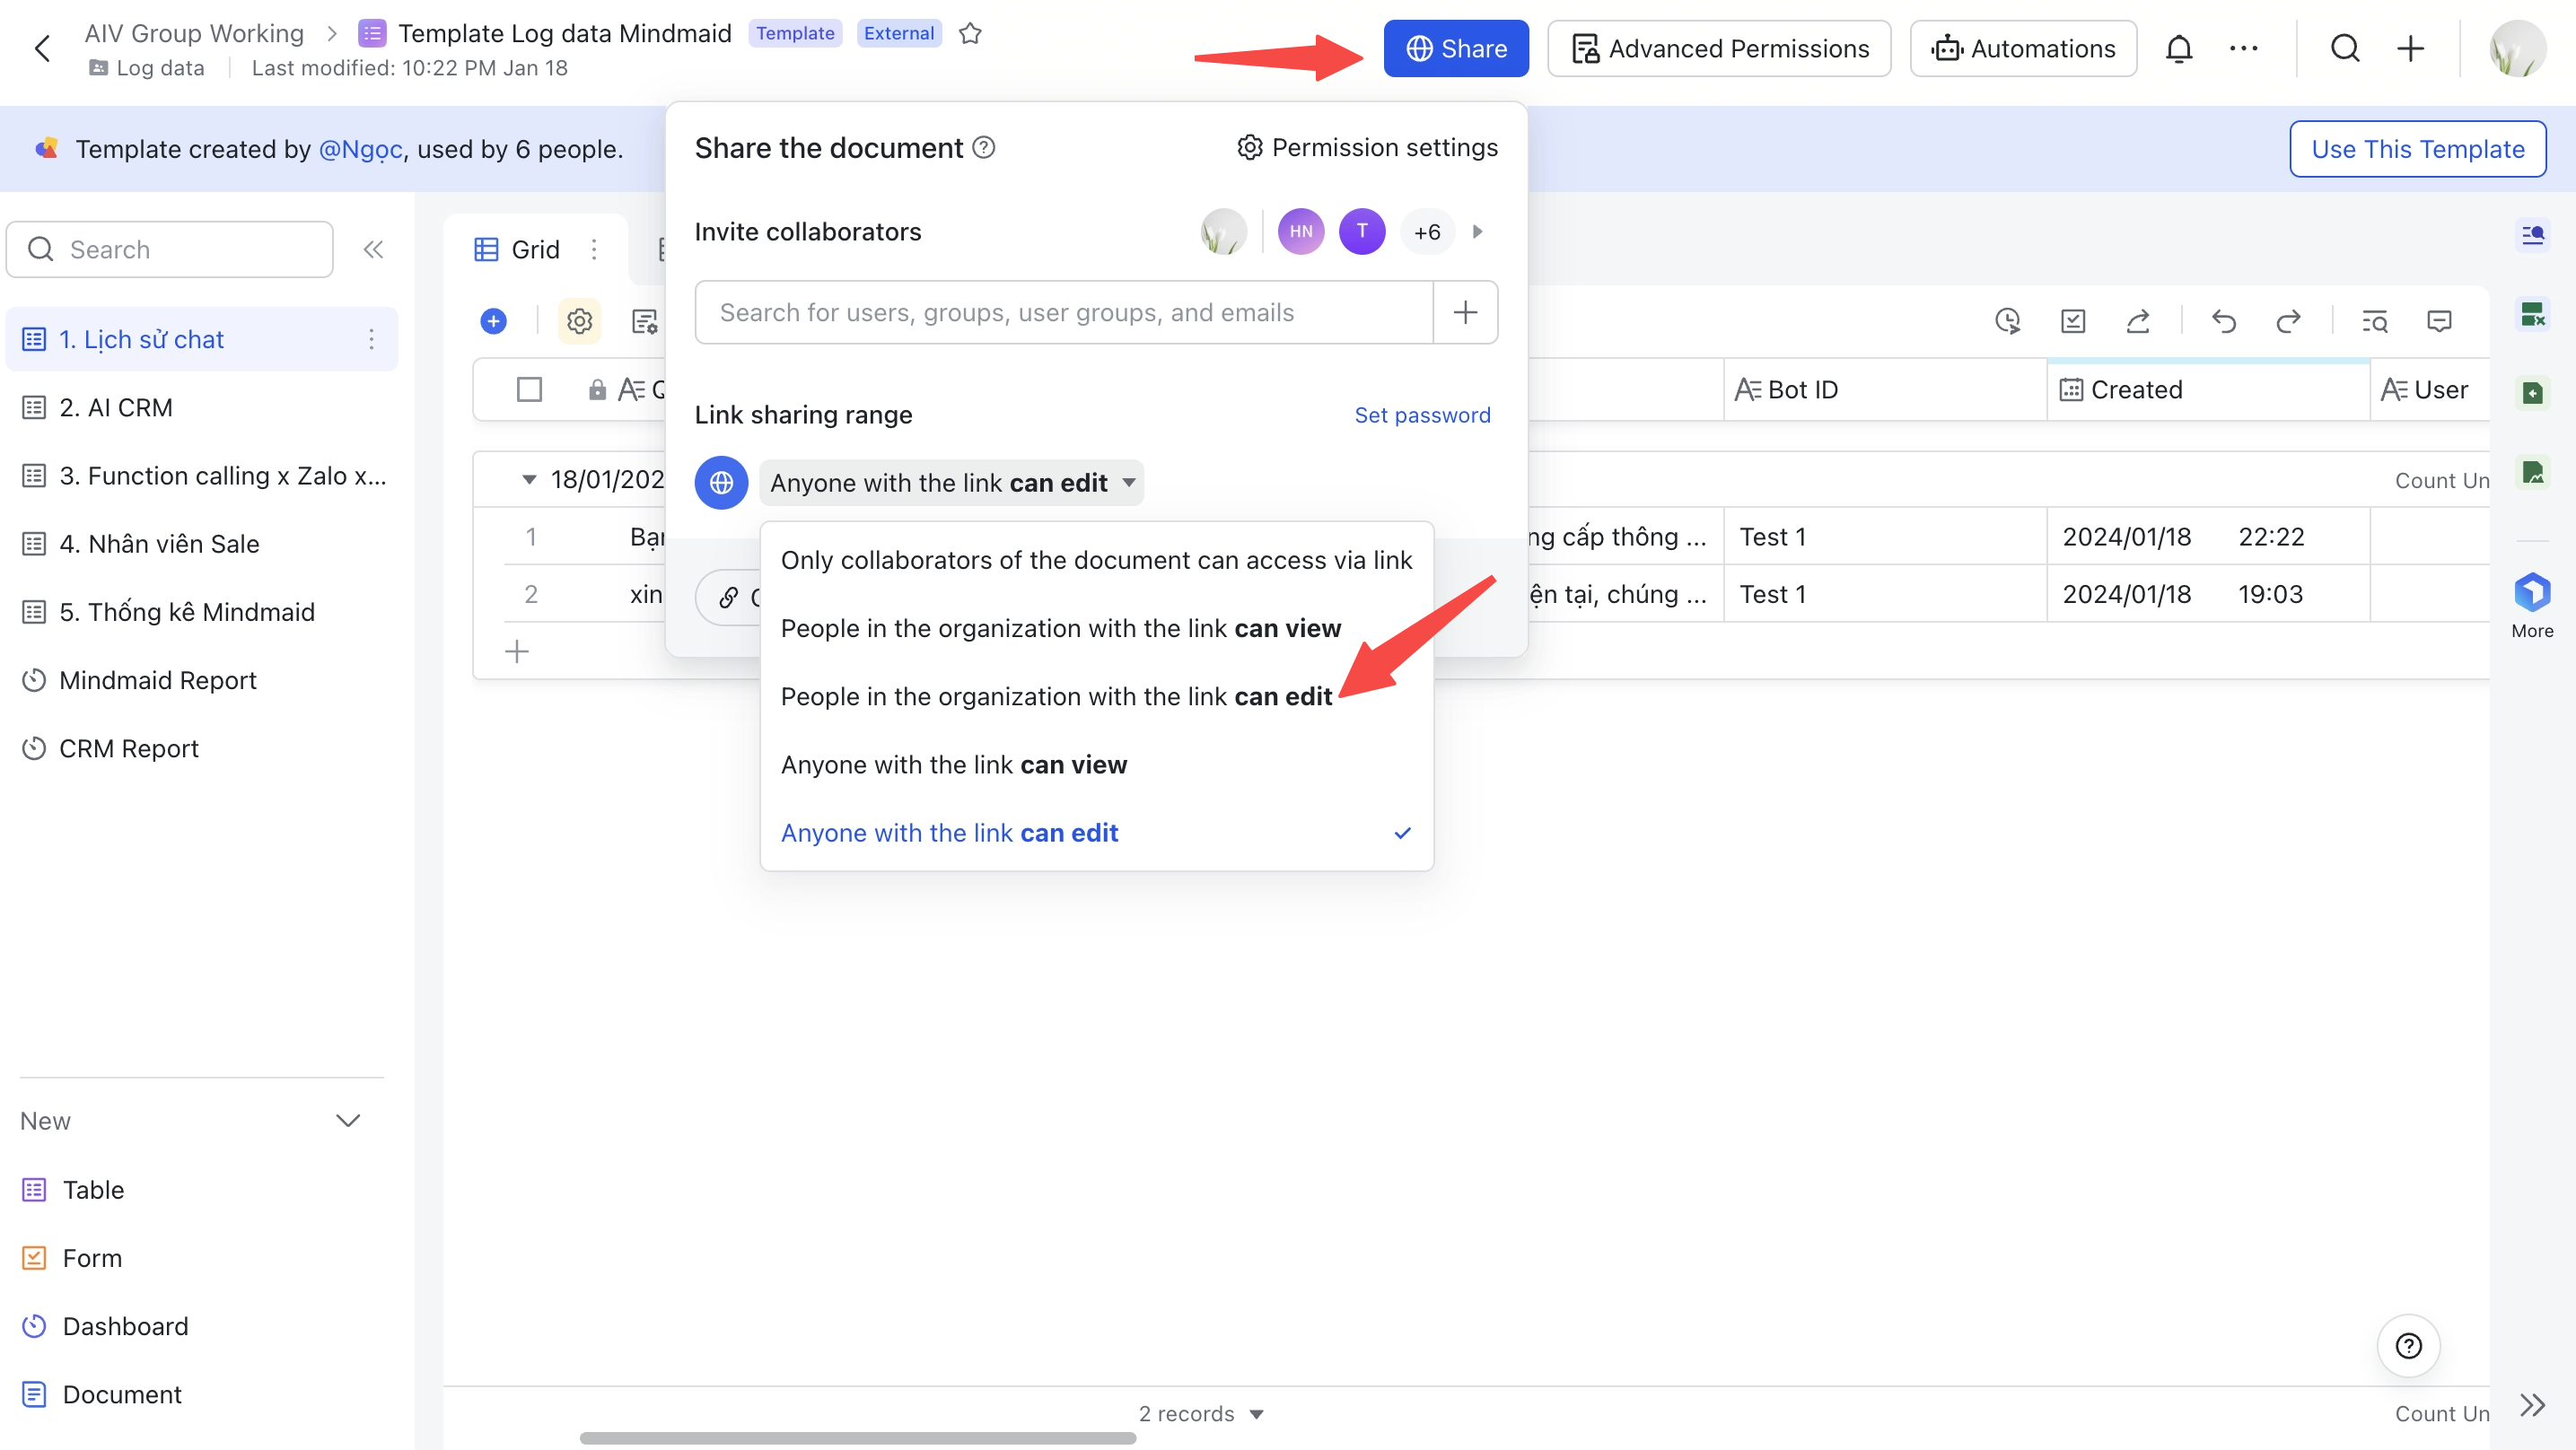 AIV Group Working
Template Log data Mindmaid
Template
External
Log data
Last modified: 10:22 PM Jan 18
Share
Advanced Permissions
Automations
Template created by @Ngọc, used by 6 people.
Use This Template
Search
1. Lịch sử chat
2. AI CRM
3. Function calling x Zalo x...
4. Nhân viên Sale
5. Thống kê Mindmaid
Mindmaid Report
CRM Report
New
Table
Form
Dashboard
Document
Grid
Share the document
Permission settings
Invite collaborators
HN
T
+6
Search for users, groups, user groups, and emails
Link sharing range
Set password
Anyone with the link can edit
Only collaborators of the document can access via link
People in the organization with the link can view
People in the organization with the link can edit
Anyone with the link can view
Anyone with the link can edit
Bot ID
Created
User
18/01/202
Count Un
1
ng cấp thông ...
Test 1
2024/01/18 22:22
2
xin
ện tại, chúng ...
Test 1
2024/01/18 19:03
More
2 records
Count Un